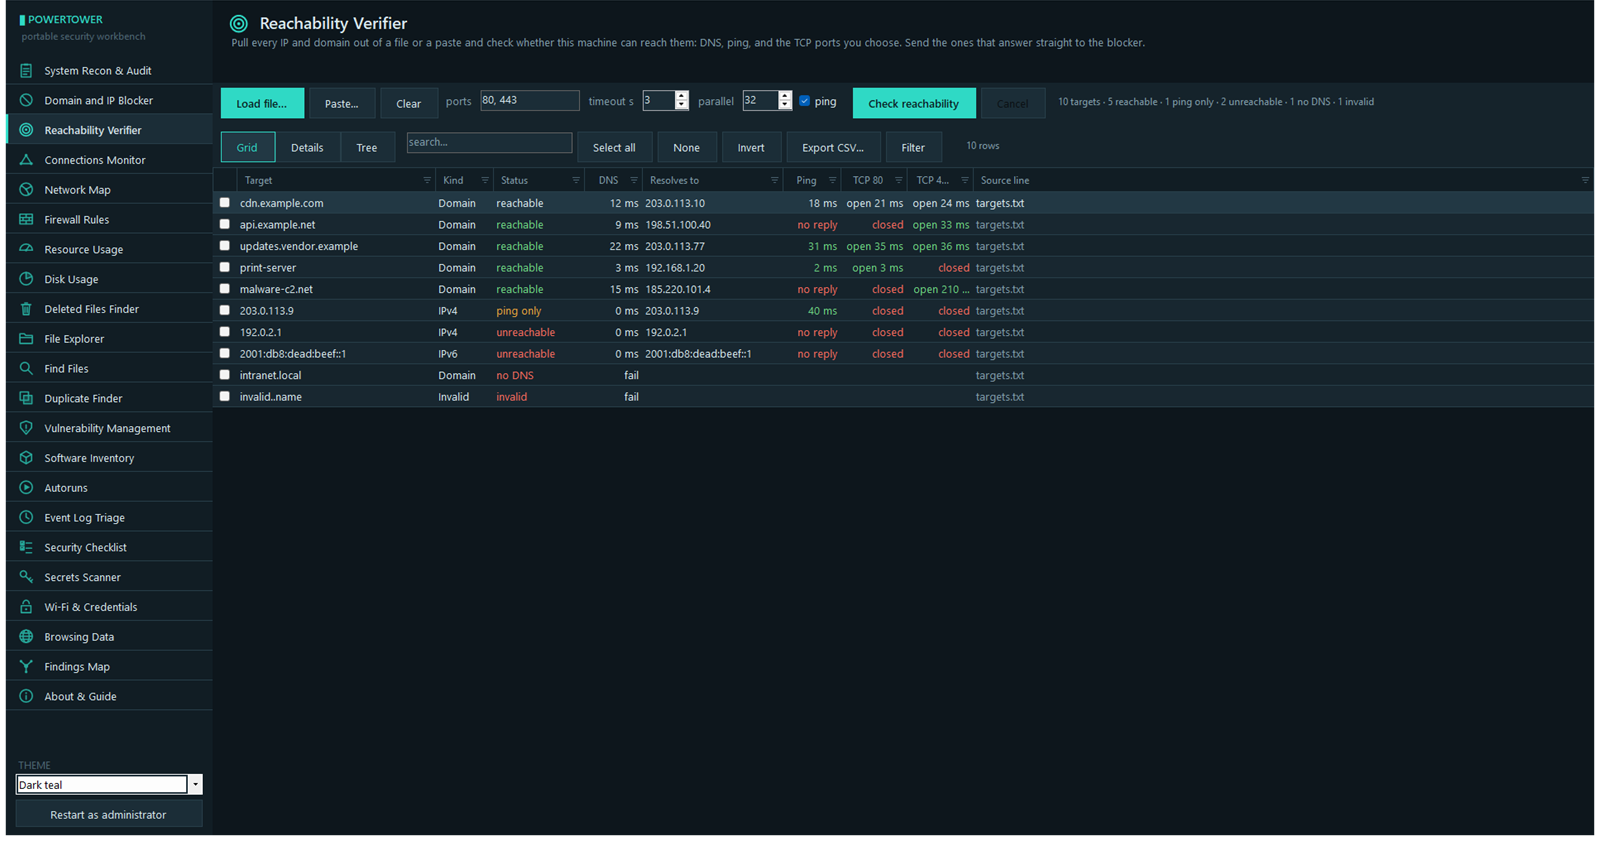 POWERTOWER
portable security workbench
System Recon & Audit
Domain and IP Blocker
Reachability Verifier
Connections Monitor
Network Map
Firewall Rules
Resource Usage
Disk Usage
Deleted Files Finder
File Explorer
Find Files
Duplicate Finder
Vulnerability Management
Software Inventory
Autoruns
Event Log Triage
Security Checklist
Secrets Scanner
Wi-Fi & Credentials
Browsing Data
Findings Map
About & Guide
THEME
Dark teal
Restart as administrator
Reachability Verifier
Pull every IP and domain out of a file or a paste and check whether this machine can reach them: DNS, ping, and the TCP ports you choose. Send the ones that answer straight to the blocker.
Load file... Paste... Clear ports 80, 443 timeout s 3 parallel 32 ping Check reachability Cancel 10 targets · 5 reachable · 1 ping only · 2 unreachable · 1 no DNS · 1 invalid
Grid Details Tree search... Select all None Invert Export CSV... Filter 10 rows
Target Kind Status DNS Resolves to Ping TCP 80 TCP 4... Source line
cdn.example.com Domain reachable 12 ms 203.0.113.10 18 ms open 21 ms open 24 ms targets.txt
api.example.net Domain reachable 9 ms 198.51.100.40 no reply closed open 33 ms targets.txt
updates.vendor.example Domain reachable 22 ms 203.0.113.77 31 ms open 35 ms open 36 ms targets.txt
print-server Domain reachable 3 ms 192.168.1.20 2 ms open 3 ms closed targets.txt
malware-c2.net Domain reachable 15 ms 185.220.101.4 no reply closed open 210 ... targets.txt
203.0.113.9 IPv4 ping only 0 ms 203.0.113.9 40 ms closed closed targets.txt
192.0.2.1 IPv4 unreachable 0 ms 192.0.2.1 no reply closed closed targets.txt
2001:db8:dead:beef::1 IPv6 unreachable 0 ms 2001:db8:dead:beef::1 no reply closed closed targets.txt
intranet.local Domain no DNS fail targets.txt
invalid..name Invalid invalid fail targets.txt